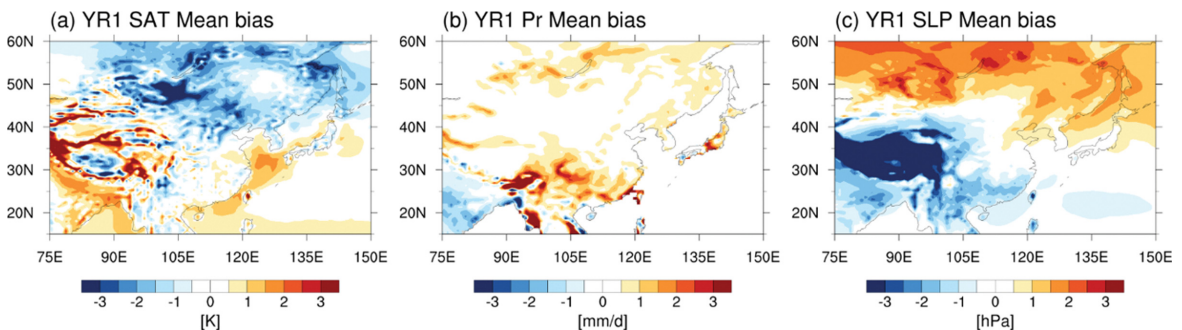 (a) YR1 SAT Mean bias
60N
50N
40N
30N
20N
75E 90E 105E 120E 135E 150E
-3 -2 -1 0 1 2 3
[K]
(b) YR1 Pr Mean bias
60N
50N
40N
30N
20N
75E 90E 105E 120E 135E 150E
-3 -2 -1 0 1 2 3
[mm/d]
(c) YR1 SLP Mean bias
60N
50N
40N
30N
20N
75E 90E 105E 120E 135E 150E
-3 -2 -1 0 1 2 3
[hPa]